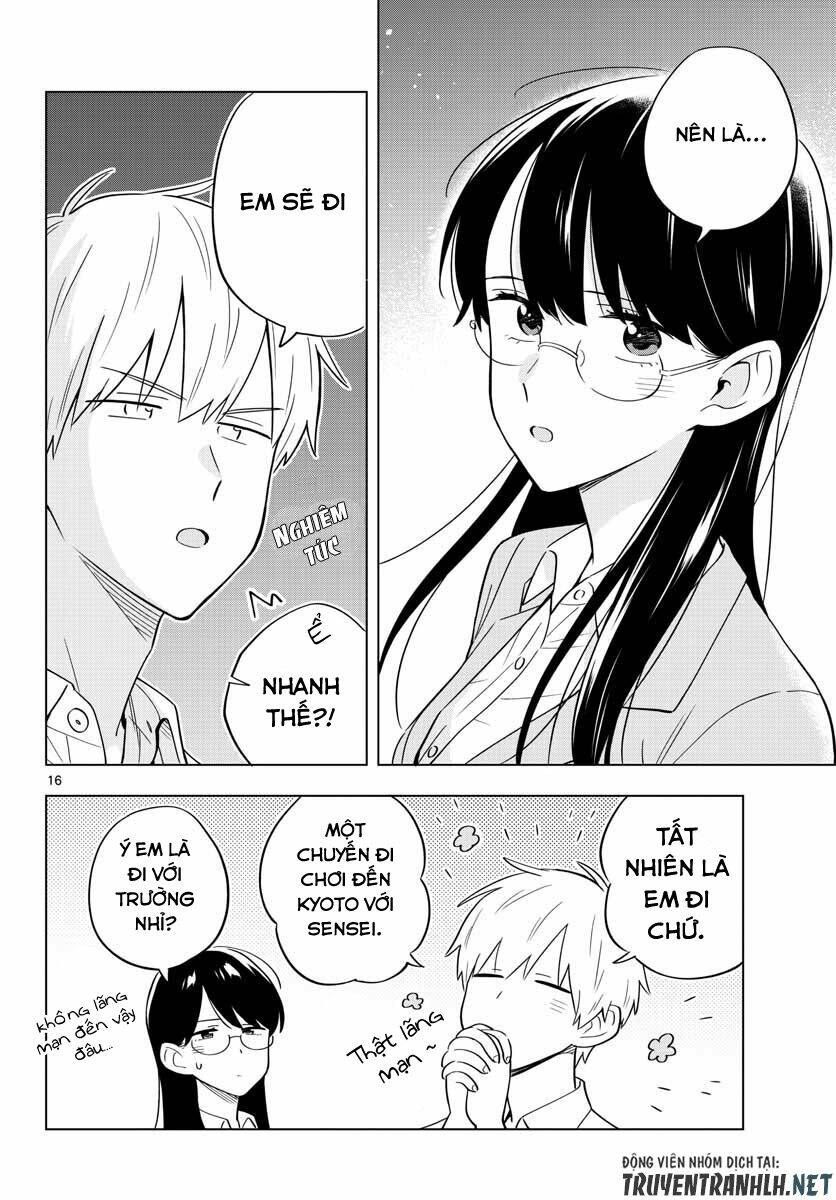 NÊN LÀ...
EM SẼ ĐI
NGHIÊM
TÚC
Ể
NHANH
THẾ?!
16
TẤT
NHIÊN LÀ
EM ĐI
CHỨ.
MỘT
CHUYẾN ĐI
CHƠI ĐẾN
KYOTO VỚI
SENSEI.
Thật lãng
mạn ~
Ý EM LÀ
ĐI VỚI
TRƯỜNG
NHỈ?
không lãng
mạn đến vậy
đâu...
ĐỘNG VIÊN NHÓM DỊCH TẠI:
TRUYENTRANHLH.NET